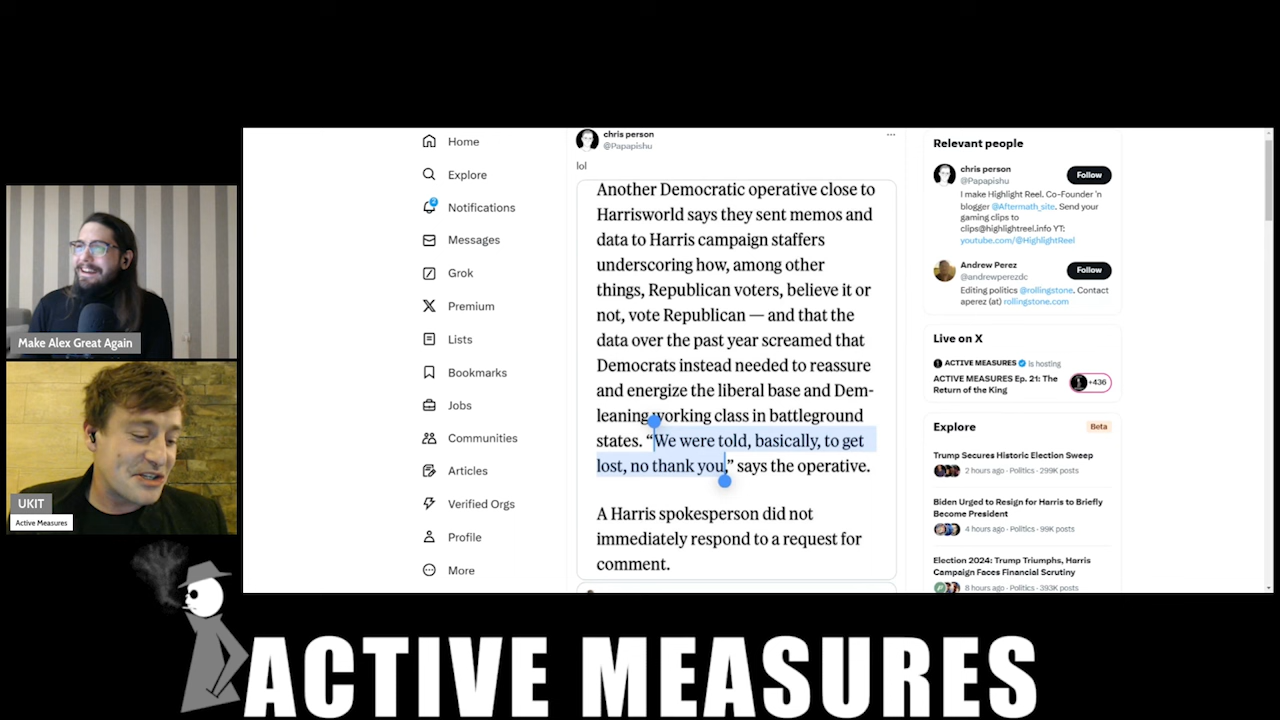 Make Alex Great Again
UKIT
Active Measures
Home
Explore
2
Notifications
Messages
Grok
Premium
Lists
Bookmarks
Jobs
Communities
Articles
Verified Orgs
Profile
More
chris person
@Papapishu
lol
Another Democratic operative close to
Harrisworld says they sent memos and
data to Harris campaign staffers
underscoring how, among other
things, Republican voters, believe it or
not, vote Republican — and that the
data over the past year screamed that
Democrats instead needed to reassure
and energize the liberal base and Dem-
leaning working class in battleground
states. “We were told, basically, to get
lost, no thank you,” says the operative.
A Harris spokesperson did not
immediately respond to a request for
comment.
Relevant people
chris person
@Papapishu
Follow
I make Highlight Reel. Co-Founder 'n
blogger @Aftermath_site. Send your
gaming clips to
clips@highlightreel.info YT:
youtube.com/@HighlightReel
Andrew Perez
@andrewperezdc
Follow
Editing politics @rollingstone. Contact
aperez (at) rollingstone.com
Live on X
ACTIVE MEASURES is hosting
ACTIVE MEASURES Ep. 21: The
Return of the King
+436
Explore
Beta
Trump Secures Historic Election Sweep
2 hours ago · Politics · 299K posts
Biden Urged to Resign for Harris to Briefly
Become President
4 hours ago · Politics · 99K posts
Election 2024: Trump Triumphs, Harris
Campaign Faces Financial Scrutiny
8 hours ago · Politics · 393K posts
ACTIVE MEASURES